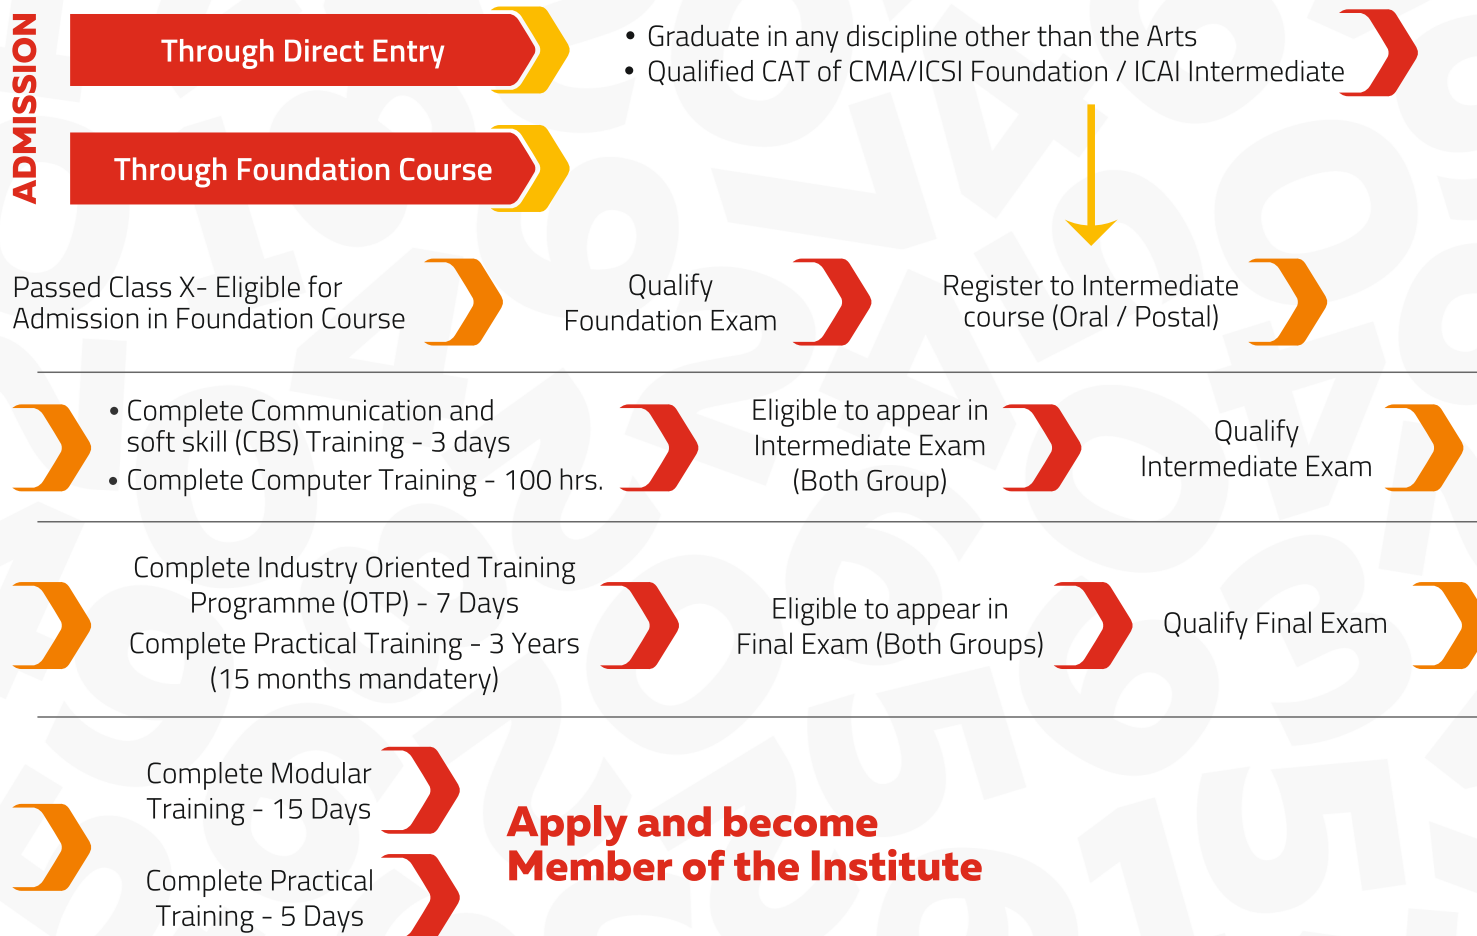 ADMISSION
Through Direct Entry
• Graduate in any discipline other than the Arts
• Qualified CAT of CMA/ICSI Foundation / ICAI Intermediate
Through Foundation Course
Passed Class X- Eligible for
Admission in Foundation Course
Qualify
Foundation Exam
Register to Intermediate
course (Oral / Postal)
• Complete Communication and
soft skill (CBS) Training - 3 days
• Complete Computer Training - 100 hrs.
Eligible to appear in
Intermediate Exam
(Both Group)
Qualify
Intermediate Exam
Complete Industry Oriented Training
Programme (OTP) - 7 Days
Complete Practical Training - 3 Years
(15 months mandatery)
Eligible to appear in
Final Exam (Both Groups)
Qualify Final Exam
Complete Modular
Training - 15 Days
Complete Practical
Training - 5 Days
Apply and become
Member of the Institute